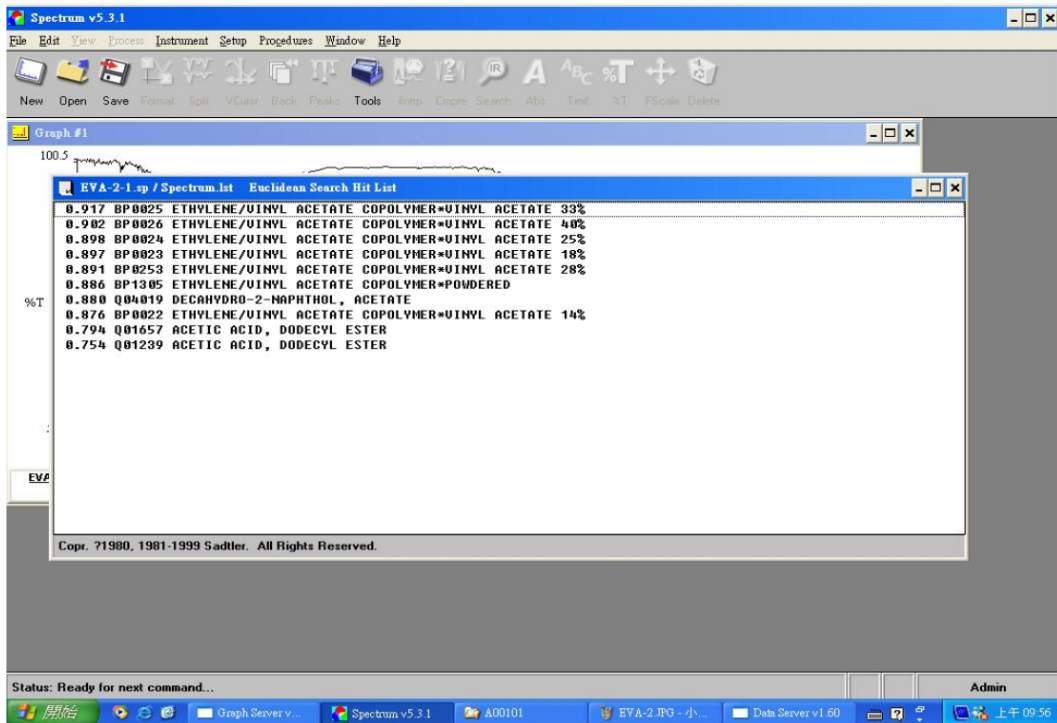 Spectrum v5.3.1
File Edit View Process Instrument Setup Procedures Window Help
New Open Save Format Split VCursr Back Peaks Tools Cmpre Search Abs Text %T FScale Delete
Graph #1
100.5
EVA-2-1.sp / Spectrum.lst Euclidean Search Hit List
0.917 BP0025 ETHYLENE/VINYL ACETATE COPOLYMER*VINYL ACETATE 33%
0.902 BP0026 ETHYLENE/VINYL ACETATE COPOLYMER*VINYL ACETATE 40%
0.898 BP0024 ETHYLENE/VINYL ACETATE COPOLYMER*VINYL ACETATE 25%
0.897 BP0023 ETHYLENE/VINYL ACETATE COPOLYMER*VINYL ACETATE 18%
0.891 BP0253 ETHYLENE/VINYL ACETATE COPOLYMER*VINYL ACETATE 28%
0.886 BP1305 ETHYLENE/VINYL ACETATE COPOLYMER*POWDERED
0.880 Q04019 DECAHYDRO-2-NAPHTHOL, ACETATE
0.876 BP0022 ETHYLENE/VINYL ACETATE COPOLYMER*VINYL ACETATE 14%
0.794 Q01657 ACETIC ACID, DODECYL ESTER
0.754 Q01239 ACETIC ACID, DODECYL ESTER
%T
EVA
Copr. ?1980, 1981-1999 Sadtler. All Rights Reserved.
Status: Ready for next command...
Admin
開始 Graph Server v... Spectrum v5.3.1 A00101 EVA-2.JPG - 小... Data Server v1.60 上午 09:56